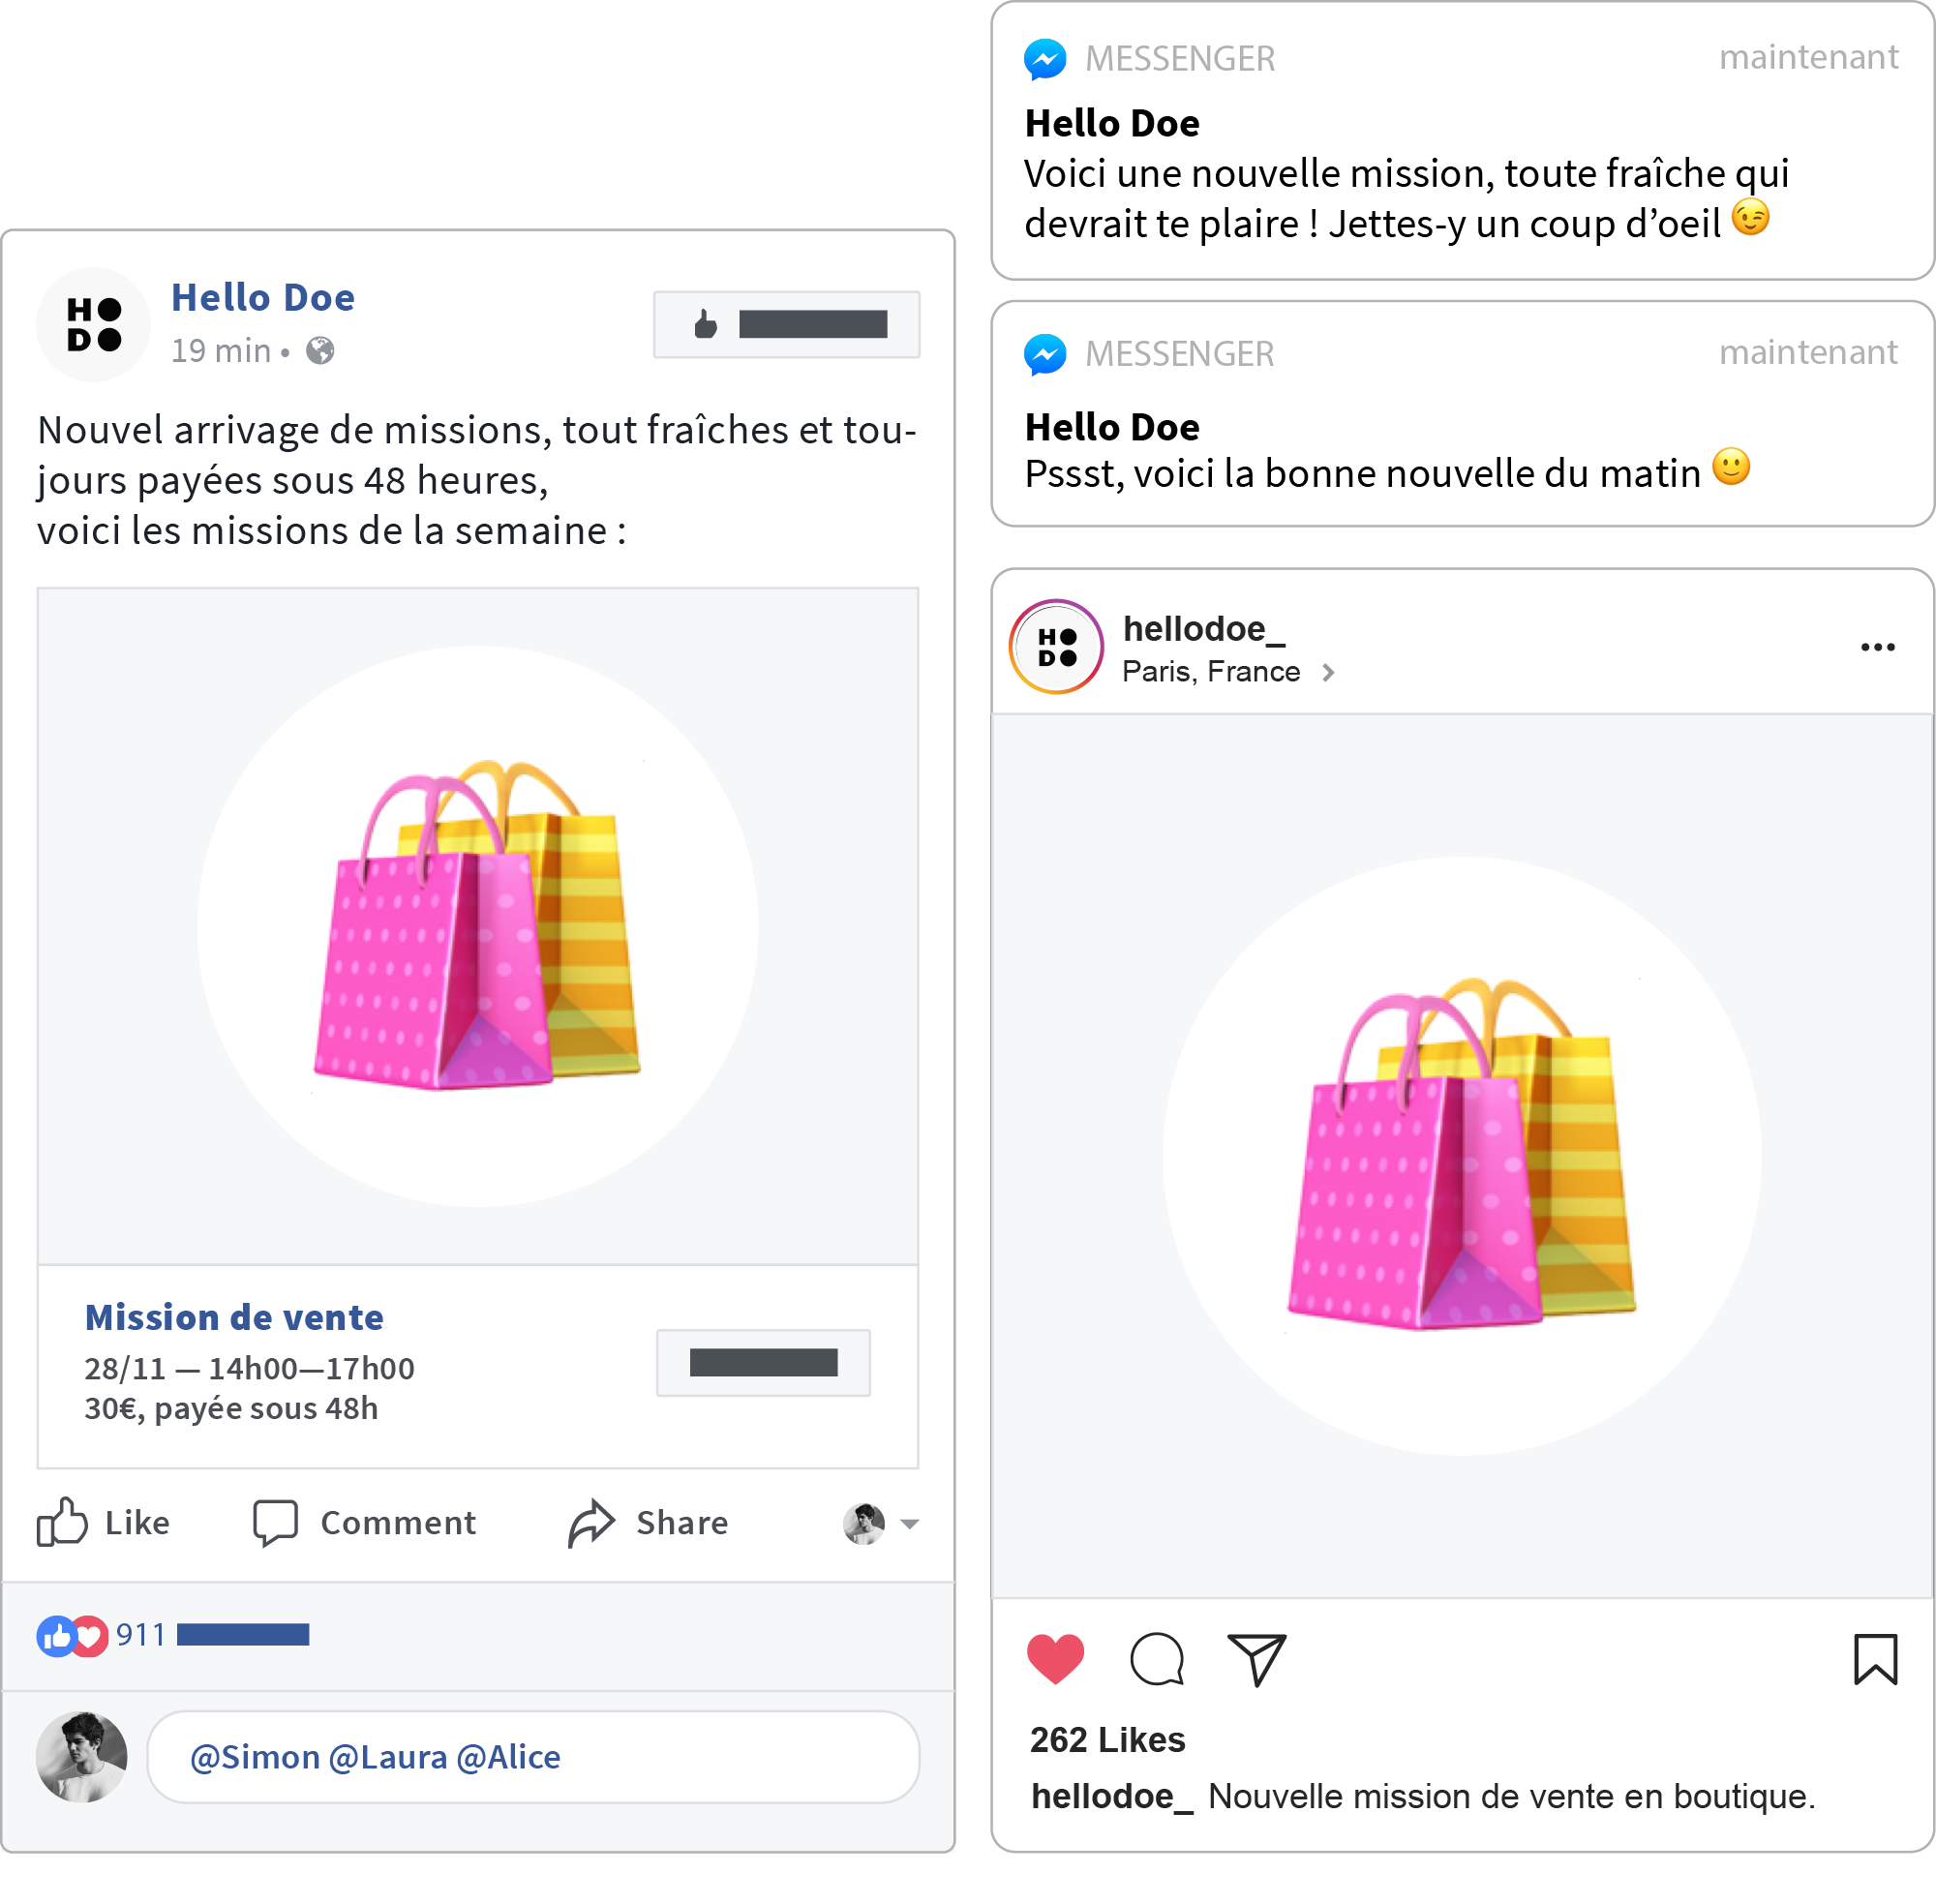 MESSENGER maintenant
Hello Doe
Voici une nouvelle mission, toute fraîche qui
devrait te plaire ! Jettes-y un coup d’oeil 😉
MESSENGER maintenant
Hello Doe
Pssst, voici la bonne nouvelle du matin 🙂
HODO
Hello Doe
19 min •
Nouvel arrivage de missions, tout fraîches et tou-
jours payées sous 48 heures,
voici les missions de la semaine :
Mission de vente
28/11 — 14h00—17h00
30€, payée sous 48h
Like Comment Share
911
@Simon @Laura @Alice
HODO
hellodoe_
Paris, France
262 Likes
hellodoe_ Nouvelle mission de vente en boutique.